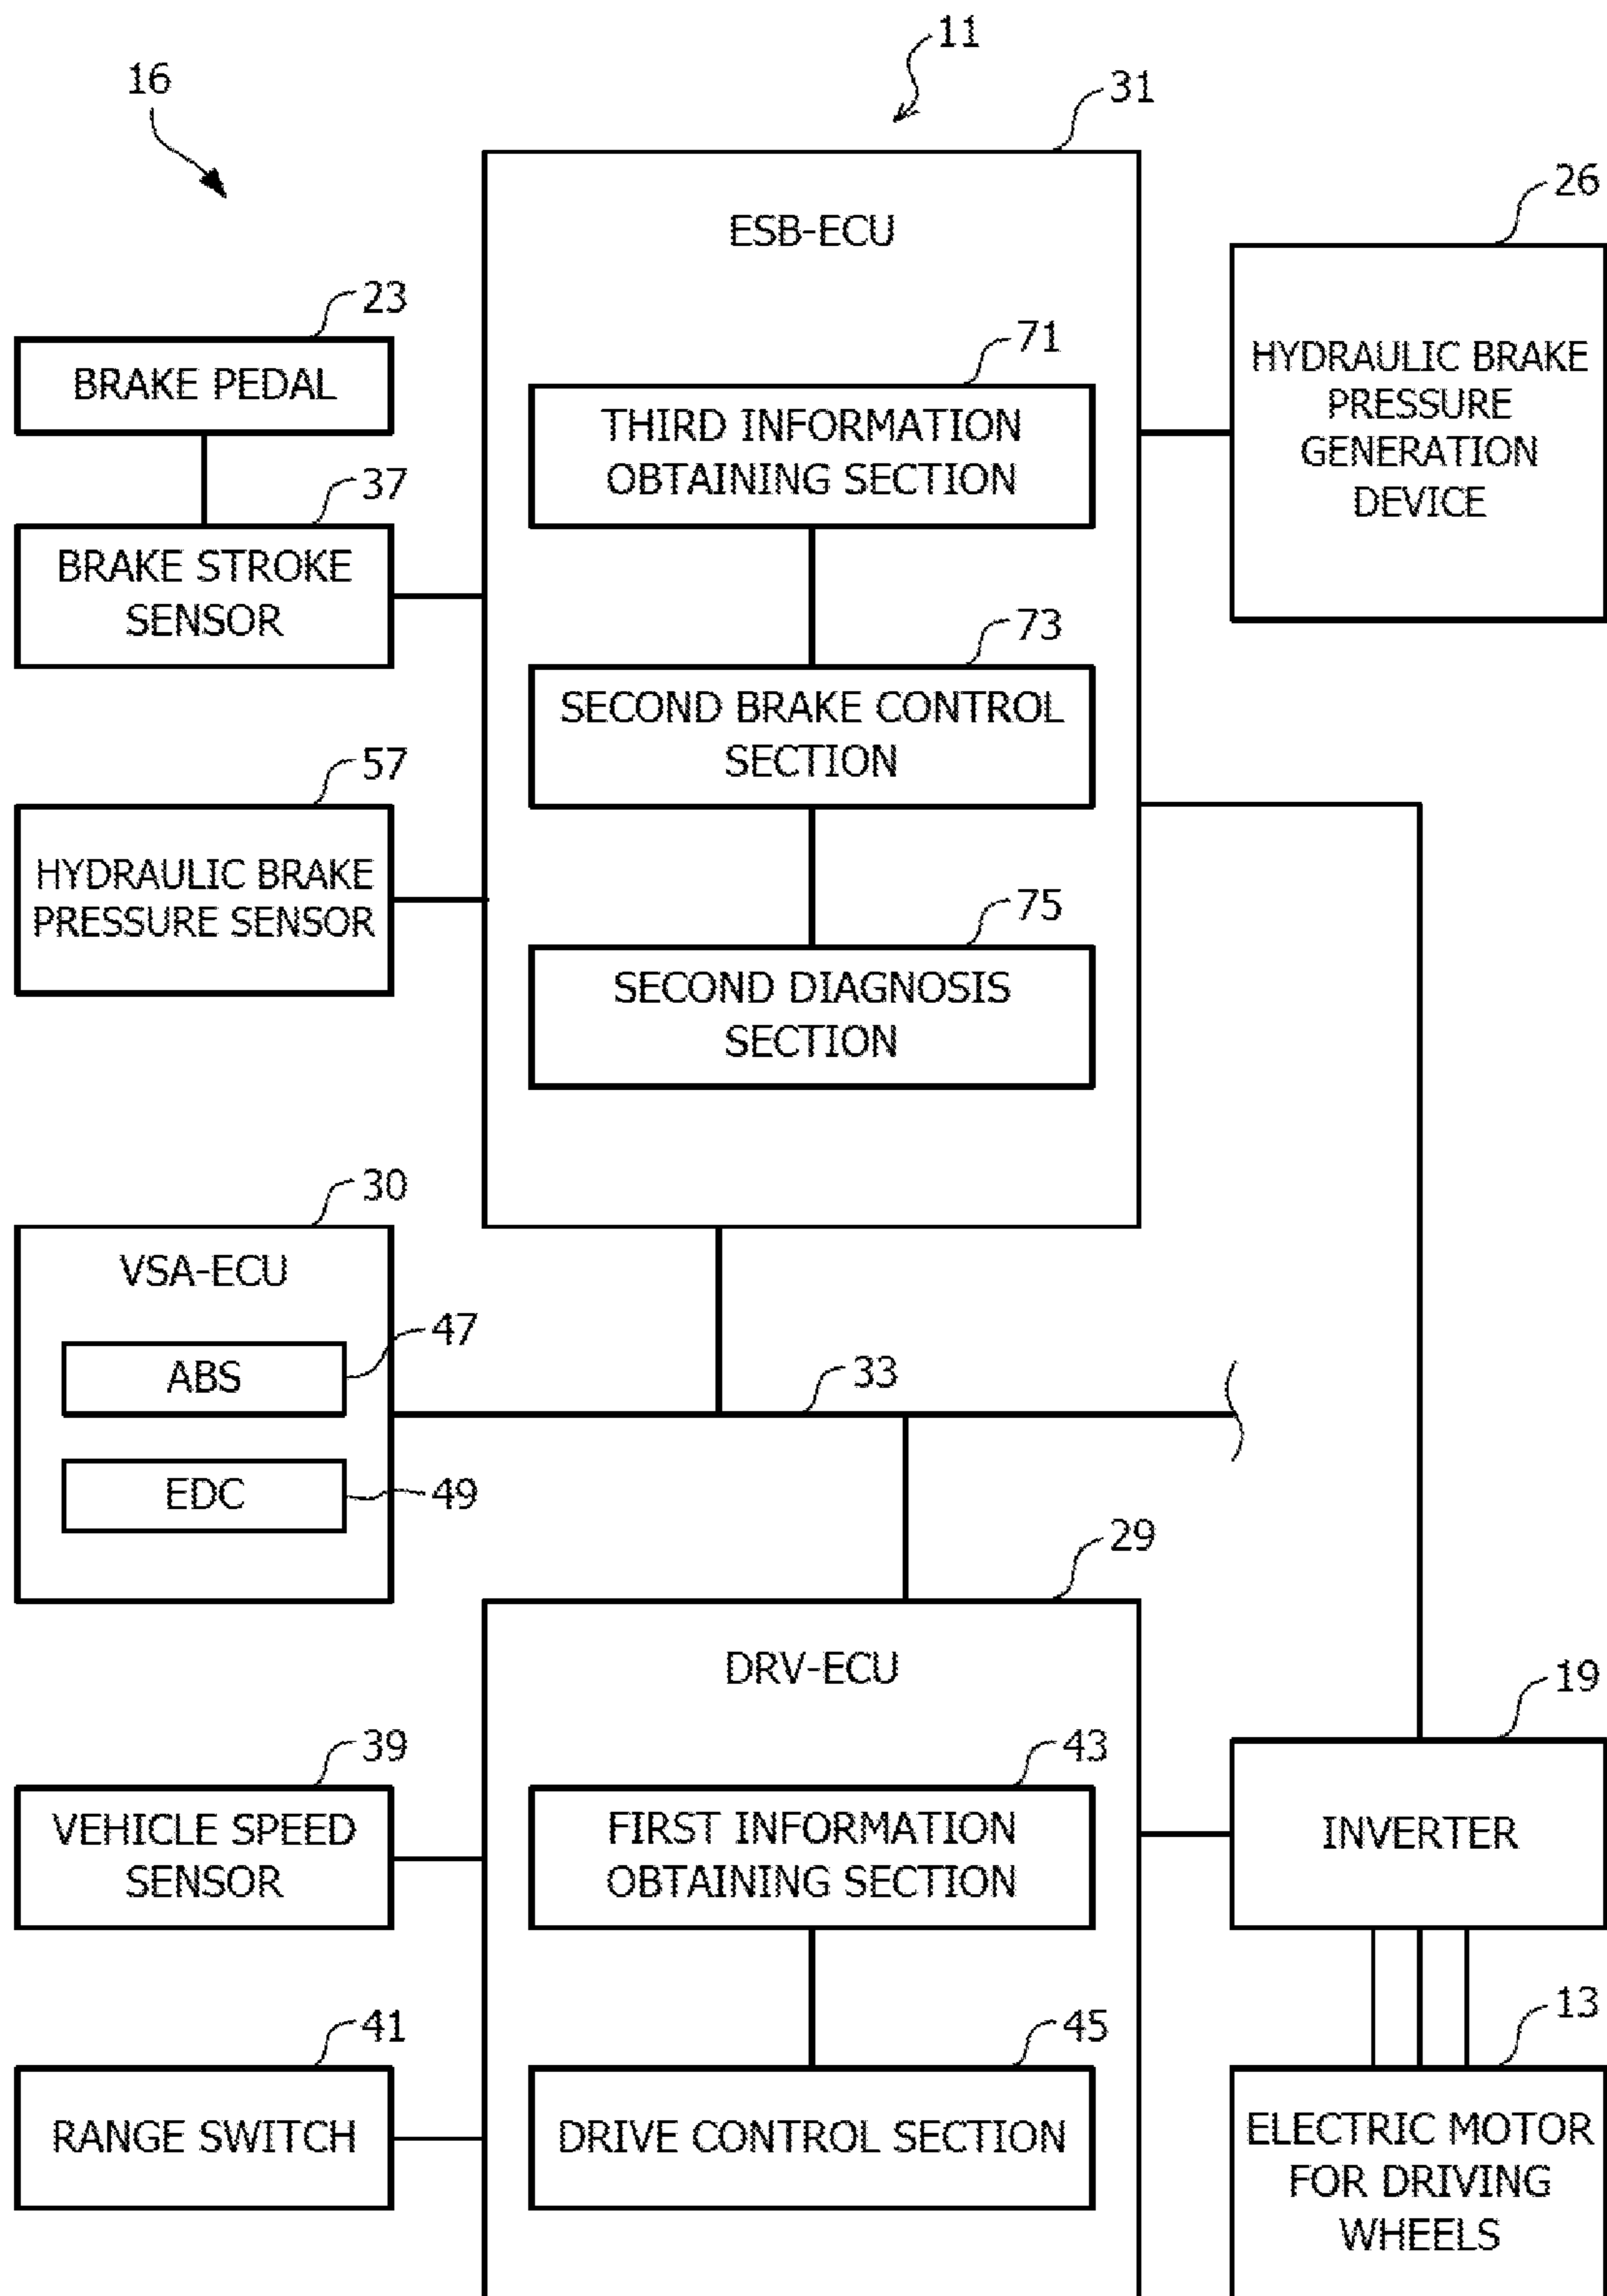 11
16
31
ESB-ECU
26
HYDRAULIC BRAKE
PRESSURE
GENERATION
DEVICE
23
BRAKE PEDAL
71
THIRD INFORMATION
OBTAINING SECTION
37
BRAKE STROKE
SENSOR
73
SECOND BRAKE CONTROL
SECTION
57
HYDRAULIC BRAKE
PRESSURE SENSOR
75
SECOND DIAGNOSIS
SECTION
30
VSA-ECU
47
ABS
33
EDC
49
29
DRV-ECU
19
INVERTER
39
VEHICLE SPEED
SENSOR
43
FIRST INFORMATION
OBTAINING SECTION
41
RANGE SWITCH
45
DRIVE CONTROL SECTION
13
ELECTRIC MOTOR
FOR DRIVING
WHEELS